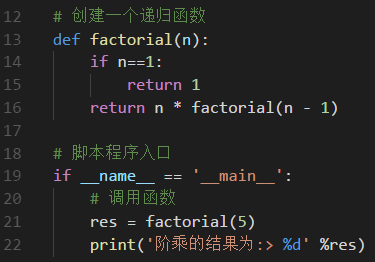 12 # 创建一个递归函数
13 def factorial(n):
14     if n==1:
15         return 1
16     return n * factorial(n - 1)
17
18 # 脚本程序入口
19 if __name__ == '__main__':
20     # 调用函数
21     res = factorial(5)
22     print('阶乘的结果为:> %d' %res)